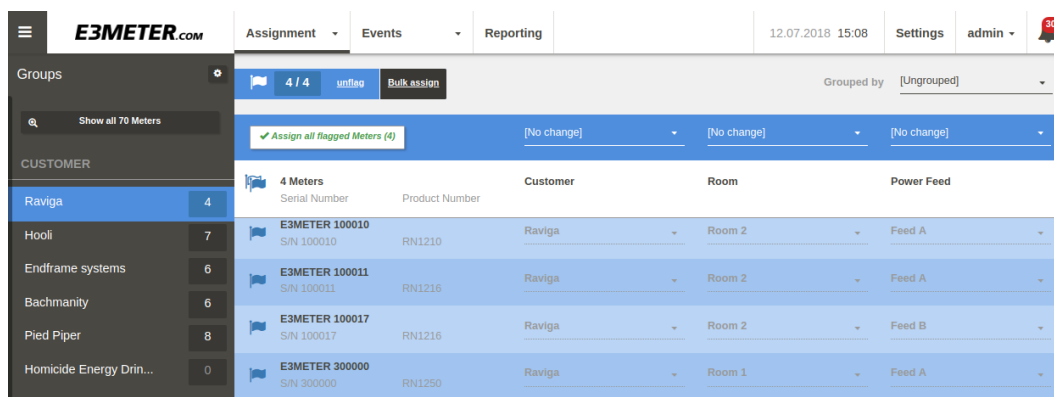 E3METER.COM
Assignment
Events
Reporting
12.07.2018 15:08
Settings
admin
30
Groups
4 / 4
unflag
Bulk assign
Grouped by
[Ungrouped]
Show all 70 Meters
Assign all flagged Meters (4)
[No change]
[No change]
[No change]
CUSTOMER
Raviga 4
Hooli 7
Endframe systems 6
Bachmanity 6
Pied Piper 8
Homicide Energy Drin... 0
4 Meters
Serial Number
Product Number
Customer
Room
Power Feed
E3METER 100010
S/N 100010
RN1210
Raviga
Room 2
Feed A
E3METER 100011
S/N 100011
RN1216
Raviga
Room 2
Feed A
E3METER 100017
S/N 100017
RN1216
Raviga
Room 2
Feed B
E3METER 300000
S/N 300000
RN1250
Raviga
Room 1
Feed A